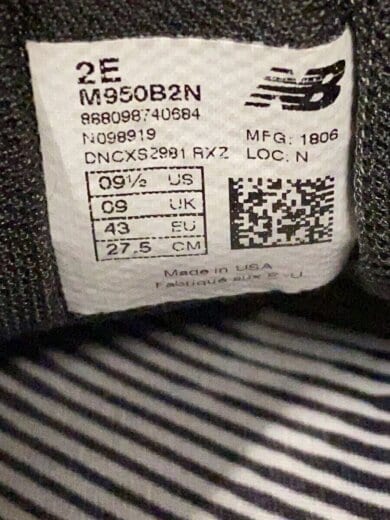 2E
NB
M950B2N
888098740684
N098919
MFG: 1806
DNCXS2981 RXZ
LOC. N
09½ US
09 UK
43 EU
27.5 CM
Made in USA
Fabriqué aux É.-U.